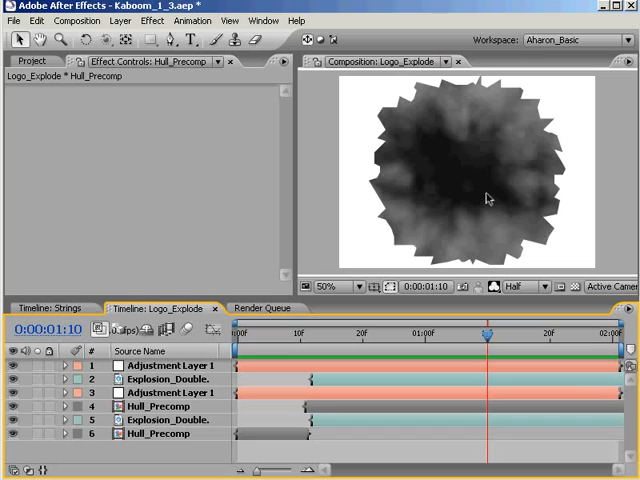 Adobe After Effects - Kaboom_1_3.aep *
File Edit Composition Layer Effect Animation View Window Help
Workspace: Aharon_Basic
Project Effect Controls: Hull_Precomp
Composition: Logo_Explode
Logo_Explode * Hull_Precomp
50% 0:00:01:10 Half Active Camer
Timeline: Strings Timeline: Logo_Explode Render Queue
0:00:01:10
:00F 10F 20F 01:00F 20F 02:00
# Source Name
1 Adjustment Layer 1
2 Explosion_Double.
3 Adjustment Layer 1
4 Hull_Precomp
5 Explosion_Double.
6 Hull_Precomp